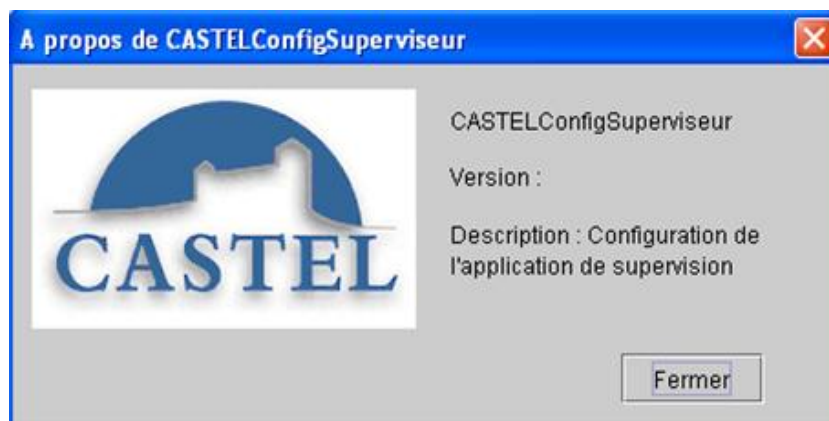 A propos de CASTELConfigSuperviseur
CASTEL
CASTELConfigSuperviseur
Version :
Description : Configuration de
l'application de supervision
Fermer